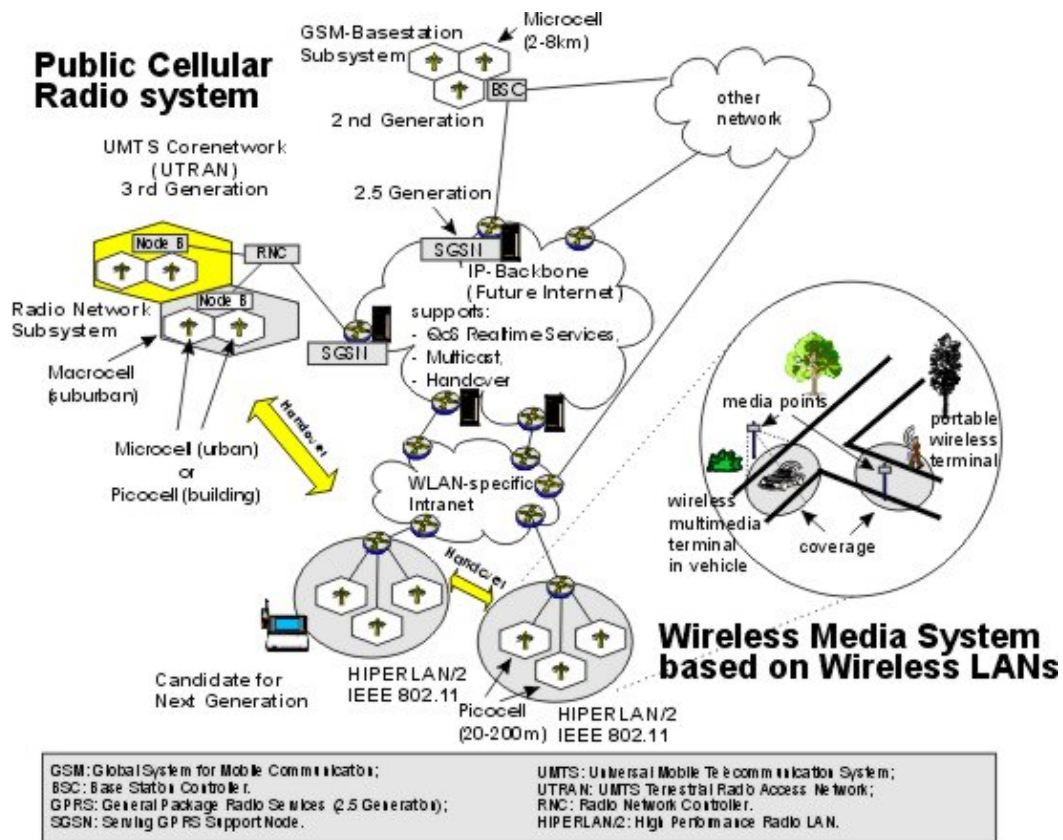 Public Cellular
Radio system
GSM-Basestation
Subsystem
Microcell
(2-8km)
BSC
2 nd Generation
other
network
UMTS Corenetwork
(UTRAN)
3 rd Generation
2.5 Generation
Node B
RNC
Node B
SGSN
IP-Backbone
(Future Internet)
supports:
- QoS Realtime Services,
- Multicast,
- Handover
Radio Network
Subsystem
SGSN
Macrocell
(suburban)
Handover
Microcell (urban)
or
Picocell (building)
WLAN-specific
Intranet
media points
portable
wireless
terminal
wireless
multimedia
terminal
in vehicle
coverage
Handover
Candidate for
Next Generation
HIPERLAN/2
IEEE 802.11
Picocell
(20-200m)
HIPERLAN/2
IEEE 802.11
Wireless Media System
based on Wireless LANs
GSM: Global System for Mobile Communication;
BSC: Base Station Controller.
GPRS: General Package Radio Services (2.5 Generation);
SGSN: Serving GPRS Support Node.
UMTS: Universal Mobile Telecommunication System;
UTRAN: UMTS Terrestrial Radio Access Network;
RNC: Radio Network Controller.
HIPERLAN/2: High Performance Radio LAN.